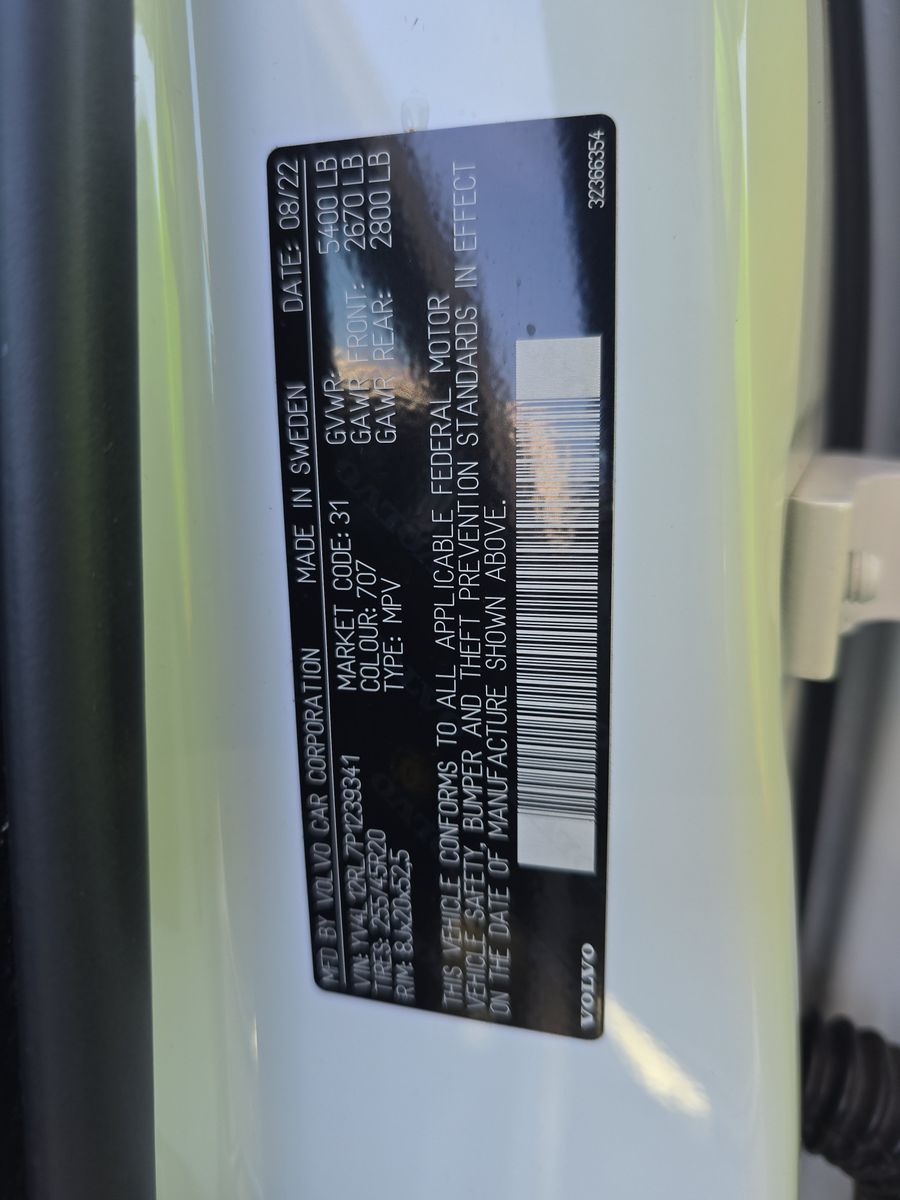 MFD BY VOLVO CAR CORPORATION MADE IN SWEDEN DATE: 08/22
VIN: YV4L12RL7P1239341 MARKET CODE: 31 GVWR: 5400 LB
TIRES: 255/45R20 COLOUR: 707 GAWR FRONT: 2670 LB
RIM: 8Jx20x52,5 TYPE: MPV GAWR REAR: 2800 LB
THIS VEHICLE CONFORMS TO ALL APPLICABLE FEDERAL MOTOR
VEHICLE SAFETY, BUMPER AND THEFT PREVENTION STANDARDS IN EFFECT
ON THE DATE OF MANUFACTURE SHOWN ABOVE.
VOLVO 32366354